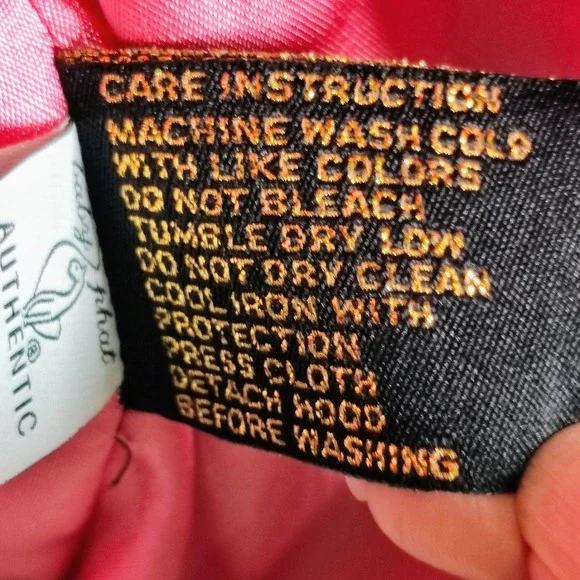 CARE INSTRUCTION
MACHINE WASH COLD
WITH LIKE COLORS
DO NOT BLEACH
TUMBLE DRY LOW
DO NOT DRY CLEAN
COOL IRON WITH
PROTECTION
PRESS CLOTH
DETACH HOOD
BEFORE WASHING
baby phat
®
AUTHENTIC